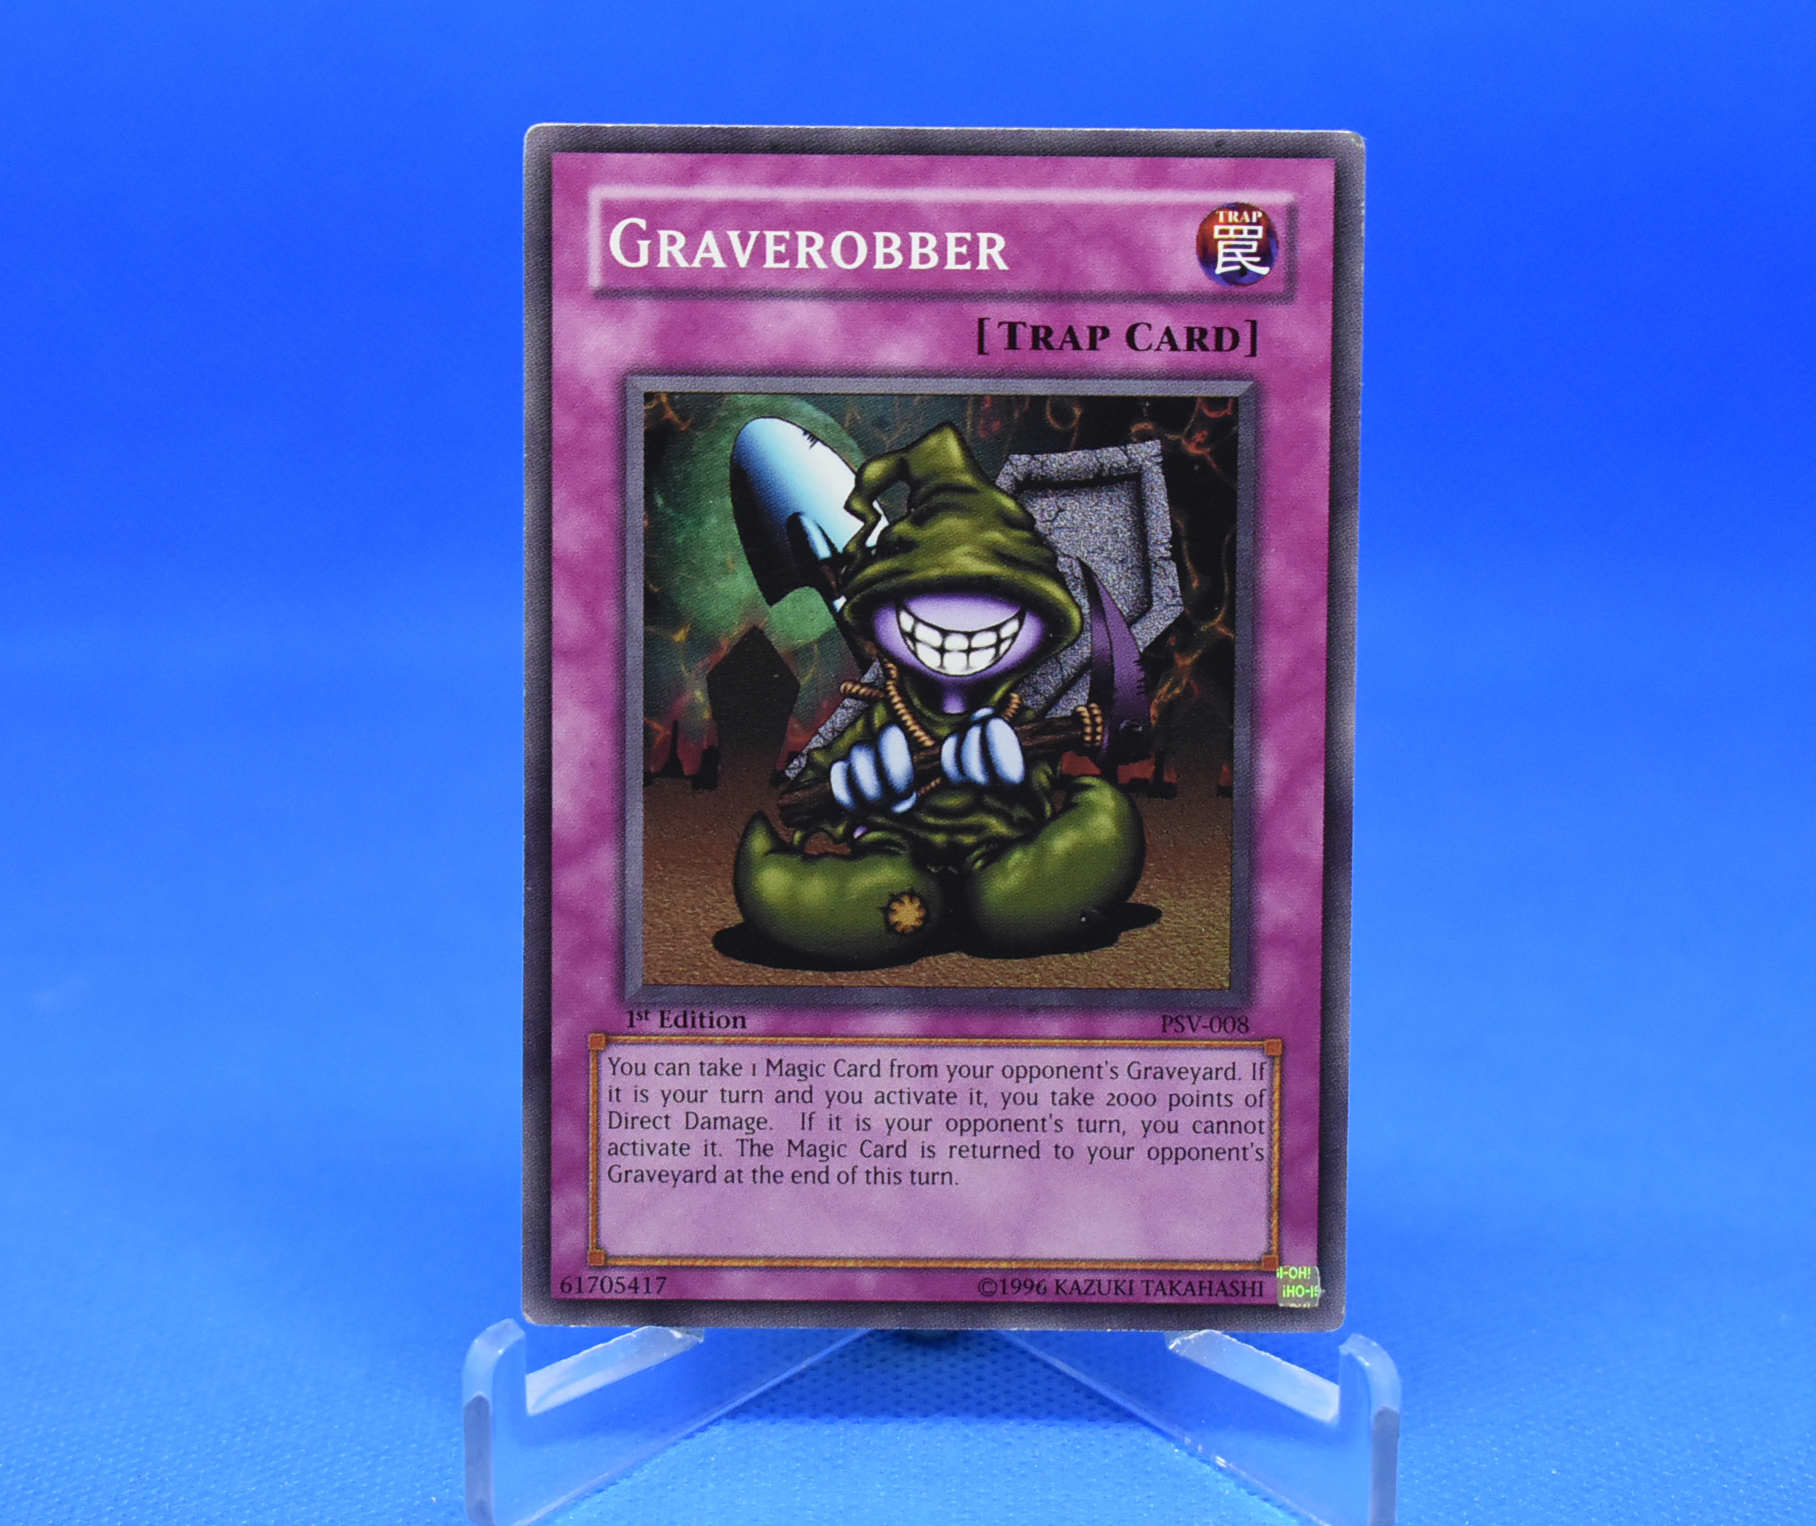 GRAVEROBBER
TRAP
罠
[TRAP CARD]
1st Edition
PSV-008
You can take 1 Magic Card from your opponent's Graveyard. If
it is your turn and you activate it, you take 2000 points of
Direct Damage. If it is your opponent's turn, you cannot
activate it. The Magic Card is returned to your opponent's
Graveyard at the end of this turn.
61705417
©1996 KAZUKI TAKAHASHI